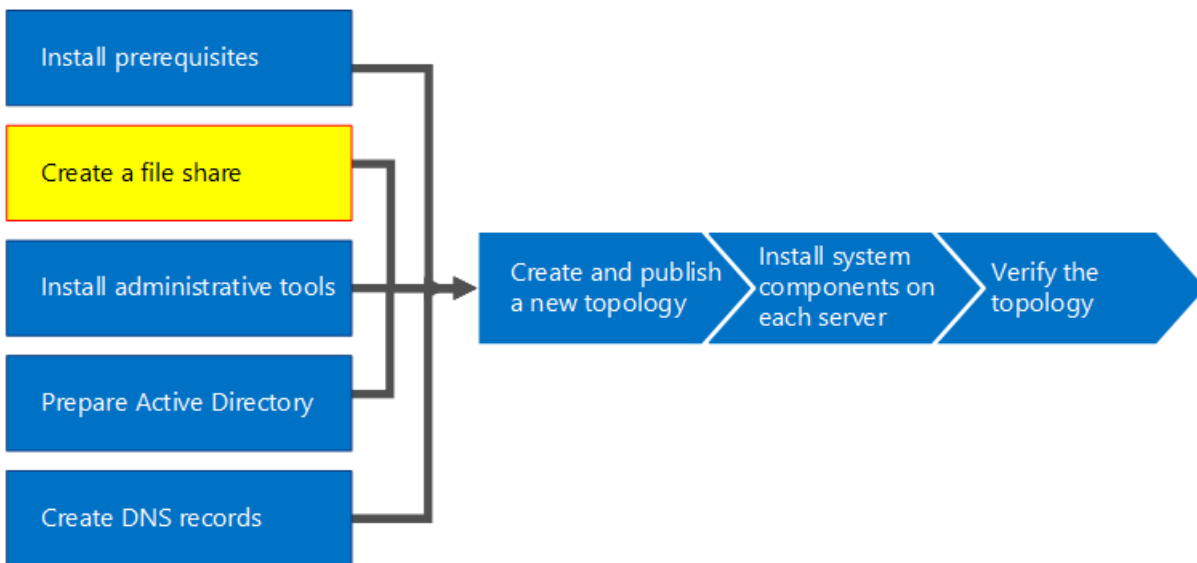 Install prerequisites
Create a file share
Install administrative tools
Prepare Active Directory
Create DNS records
Create and publish
a new topology
Install system
components on
each server
Verify the
topology